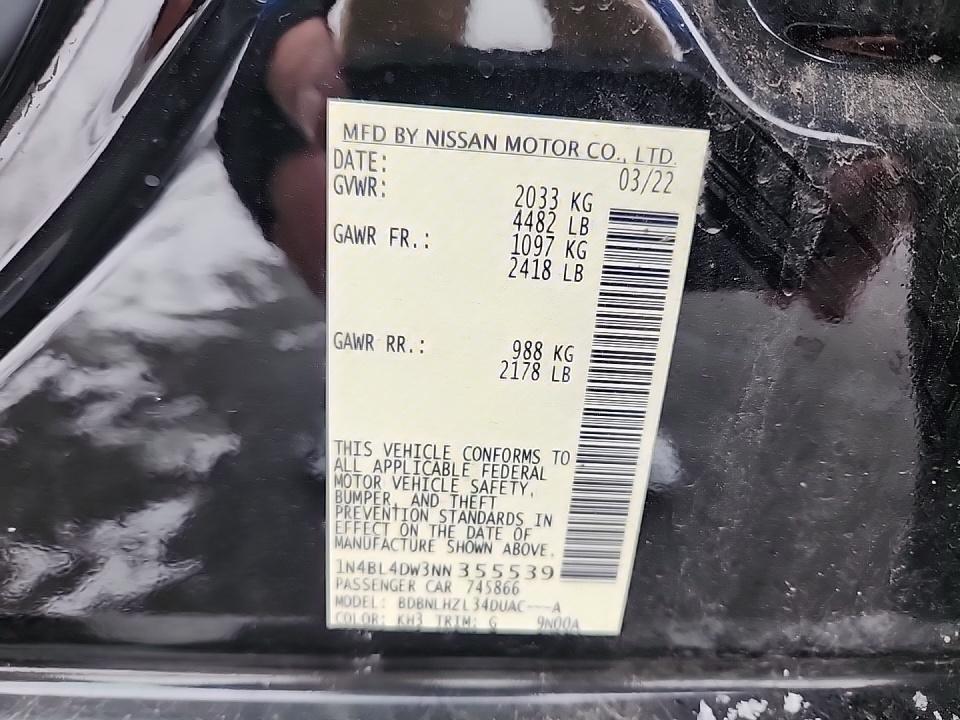 MFD BY NISSAN MOTOR CO., LTD.
DATE: 03/22
GVWR: 2033 KG
4482 LB
GAWR FR.: 1097 KG
2418 LB
GAWR RR.: 988 KG
2178 LB
THIS VEHICLE CONFORMS TO
ALL APPLICABLE FEDERAL
MOTOR VEHICLE SAFETY,
BUMPER, AND THEFT
PREVENTION STANDARDS IN
EFFECT ON THE DATE OF
MANUFACTURE SHOWN ABOVE.
1N4BL4DW3NN355539
PASSENGER CAR 745866
MODEL: BDBNLHZL34DUAC---A
COLOR: KH3 TRIM: G 9N00A